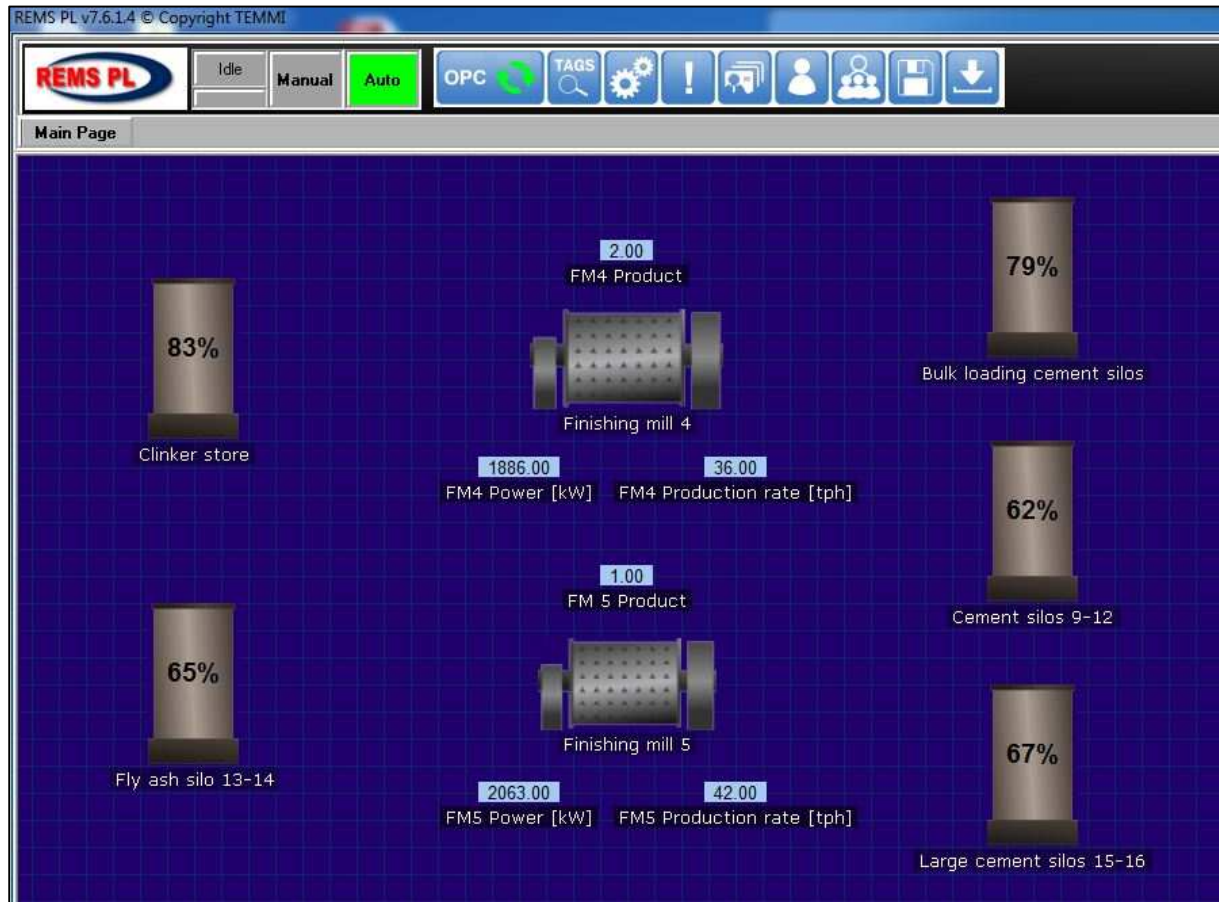 REMS PL v7.6.1.4 © Copyright TEMMI
REMS PL
Idle
Manual
Auto
OPC
TAGS
!
Main Page
2.00
FM4 Product
79%
Bulk loading cement silos
83%
Clinker store
Finishing mill 4
1886.00
FM4 Power [kW]
36.00
FM4 Production rate [tph]
62%
Cement silos 9-12
1.00
FM 5 Product
65%
Fly ash silo 13-14
Finishing mill 5
2063.00
FM5 Power [kW]
42.00
FM5 Production rate [tph]
67%
Large cement silos 15-16